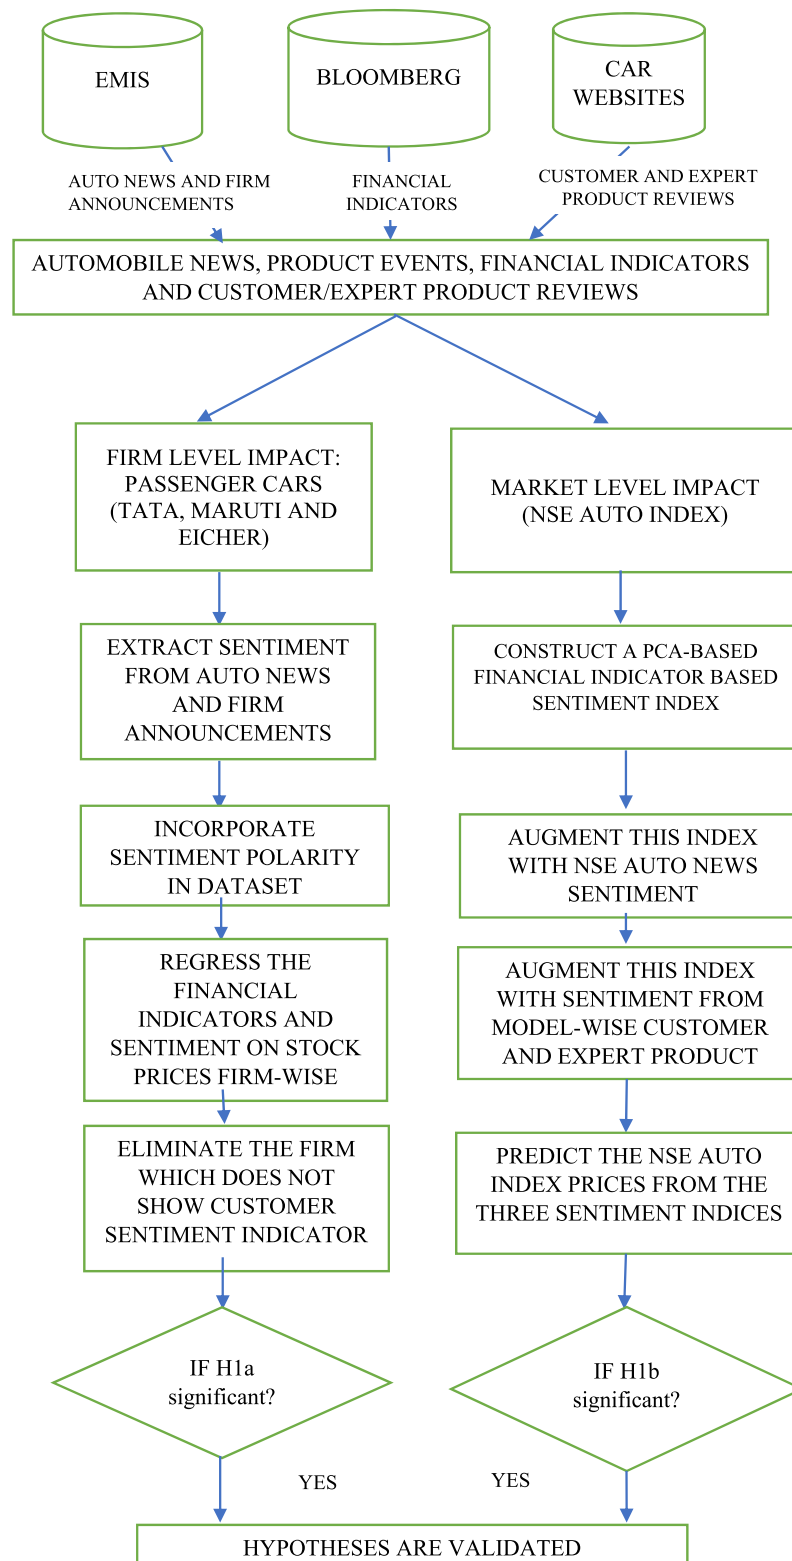 EMIS
BLOOMBERG
CAR
WEBSITES
AUTO NEWS AND FIRM
ANNOUNCEMENTS
FINANCIAL
INDICATORS
CUSTOMER AND EXPERT
PRODUCT REVIEWS
AUTOMOBILE NEWS, PRODUCT EVENTS, FINANCIAL INDICATORS
AND CUSTOMER/EXPERT PRODUCT REVIEWS
FIRM LEVEL IMPACT:
PASSENGER CARS
(TATA, MARUTI AND
EICHER)
MARKET LEVEL IMPACT
(NSE AUTO INDEX)
EXTRACT SENTIMENT
FROM AUTO NEWS
AND FIRM
ANNOUNCEMENTS
CONSTRUCT A PCA-BASED
FINANCIAL INDICATOR BASED
SENTIMENT INDEX
INCORPORATE
SENTIMENT POLARITY
IN DATASET
AUGMENT THIS INDEX
WITH NSE AUTO NEWS
SENTIMENT
REGRESS THE
FINANCIAL
INDICATORS AND
SENTIMENT ON STOCK
PRICES FIRM-WISE
AUGMENT THIS INDEX
WITH SENTIMENT FROM
MODEL-WISE CUSTOMER
AND EXPERT PRODUCT
ELIMINATE THE FIRM
WHICH DOES NOT
SHOW CUSTOMER
SENTIMENT INDICATOR
PREDICT THE NSE AUTO
INDEX PRICES FROM THE
THREE SENTIMENT INDICES
IF H1a
significant?
IF H1b
significant?
YES
YES
HYPOTHESES ARE VALIDATED